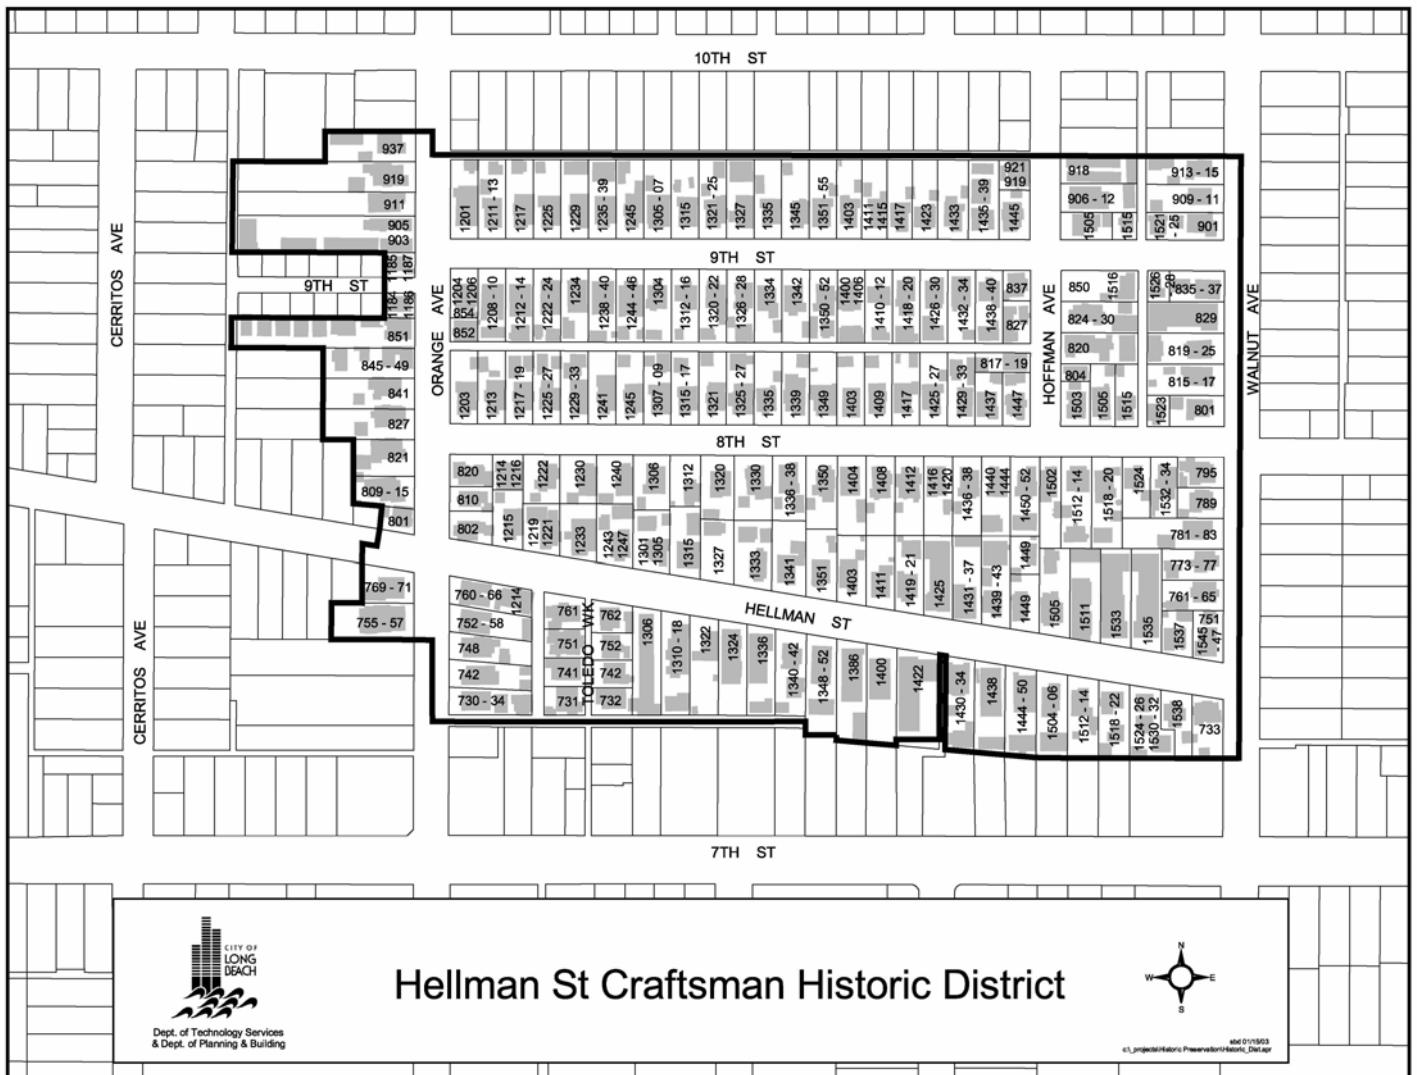 10TH ST
937
919
911
905
903
1185
1187
9TH ST
1184
1186
851
845 - 49
841
827
821
809 - 15
801
769 - 71
755 - 57
CERRITOS AVE
CERRITOS AVE
ORANGE AVE
1201
1211 - 13
1217
1225
1229
1235 - 39
1245
1305 - 07
1315
1321 - 25
1327
1335
1345
1351 - 55
1403
1411
1415
1417
1423
1433
1435 - 39
921
919
1445
918
906 - 12
1505
1515
913 - 15
909 - 11
1521
- 25
901
9TH ST
1204
1206
854
852
1208 - 10
1212 - 14
1222 - 24
1234
1238 - 40
1244 - 46
1304
1312 - 16
1320 - 22
1326 - 28
1334
1342
1350 - 52
1400
1406
1410 - 12
1418 - 20
1426 - 30
1432 - 34
1438 - 40
837
827
HOFFMAN AVE
850
1516
824 - 30
820
804
1503
1505
1515
1526
- 28
835 - 37
829
819 - 25
815 - 17
1523
801
WALNUT AVE
1203
1213
1217 - 19
1225 - 27
1229 - 33
1241
1245
1307 - 09
1315 - 17
1321
1325 - 27
1335
1339
1349
1403
1409
1417
1425 - 27
1429 - 33
817 - 19
1437
1447
8TH ST
820
810
802
1214
1216
1222
1230
1240
1306
1312
1320
1330
1336 - 38
1350
1404
1408
1412
1416
1420
1436 - 38
1440
1444
1450 - 52
1502
1512 - 14
1518 - 20
1524
1532 - 34
795
789
781 - 83
773 - 77
761 - 65
751
1215
1219
1221
1233
1243
1247
1301
1305
1315
1327
1333
1341
1351
1403
1411
1419 - 21
1425
1431 - 37
1439 - 43
1449
1449
1505
1511
1533
1535
1537
1545
- 47
HELLMAN ST
760 - 66
1214
752 - 58
748
742
730 - 34
761
751
741
731
TOLEDO WK
762
752
742
732
1306
1310 - 18
1322
1324
1336
1340 - 42
1348 - 52
1386
1400
1422
1430 - 34
1438
1444 - 50
1504 - 06
1512 - 14
1518 - 22
1524 - 26
1530 - 32
1538
733
7TH ST
CITY OF
LONG
BEACH
Dept. of Technology Services
& Dept. of Planning & Building
Hellman St Craftsman Historic District
N
W
E
S